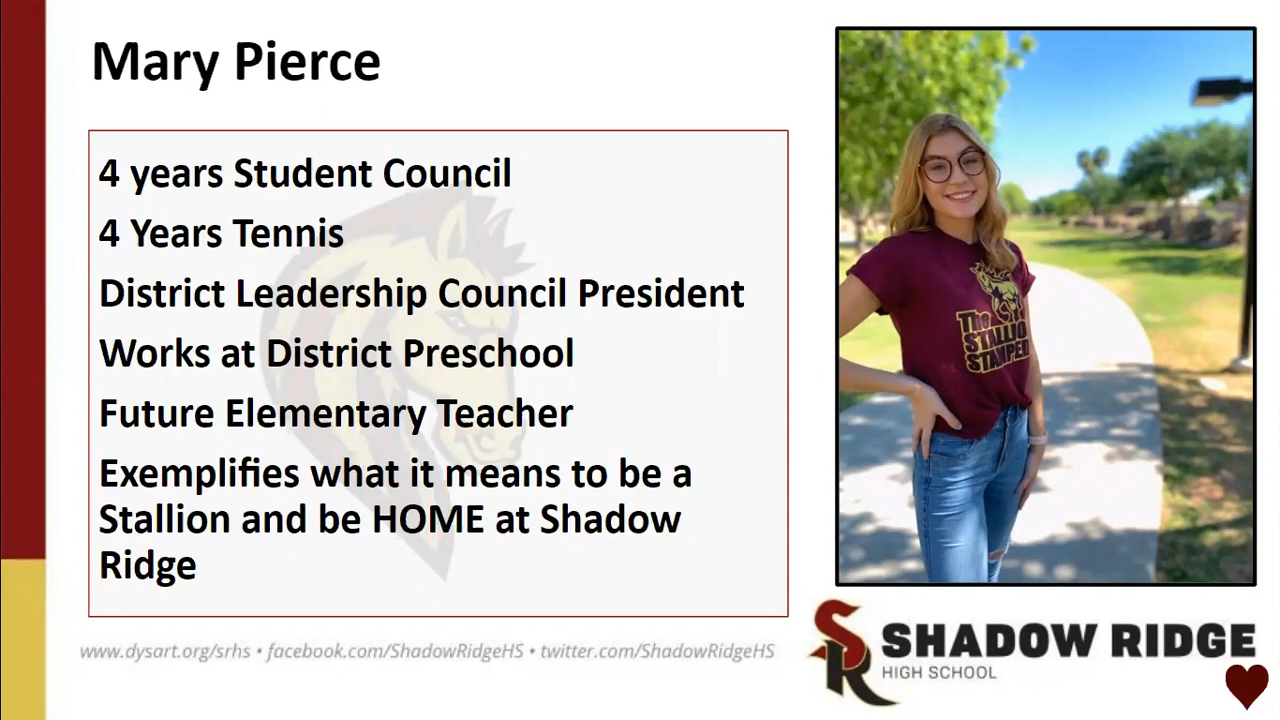 Mary Pierce
4 years Student Council
4 Years Tennis
District Leadership Council President
Works at District Preschool
Future Elementary Teacher
Exemplifies what it means to be a
Stallion and be HOME at Shadow
Ridge
The
STALLIO
STAMPED
www.dysart.org/srhs • facebook.com/ShadowRidgeHS • twitter.com/ShadowRidgeHS
SR
SHADOW RIDGE
HIGH SCHOOL